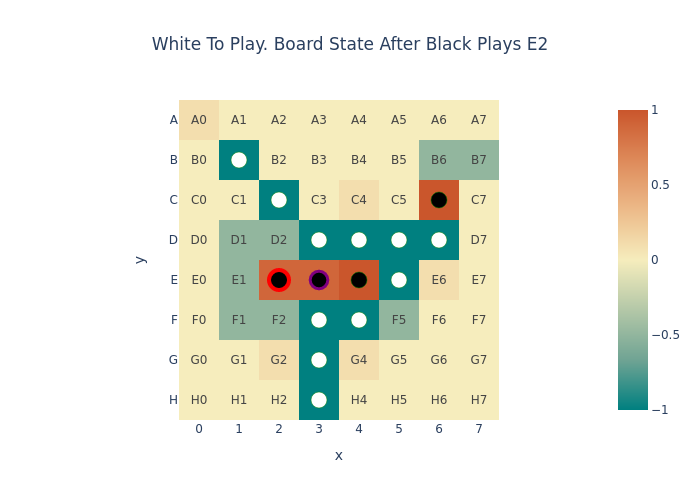 White To Play. Board State After Black Plays E2
A A0 A1 A2 A3 A4 A5 A6 A7
B B0 B2 B3 B4 B5 B6 B7
C C0 C1 C3 C4 C5 C7
D D0 D1 D2 D7
E E0 E1 E6 E7
F F0 F1 F2 F5 F6 F7
G G0 G1 G2 G4 G5 G6 G7
H H0 H1 H2 H4 H5 H6 H7
0 1 2 3 4 5 6 7
x
y
1
0.5
0
−0.5
−1